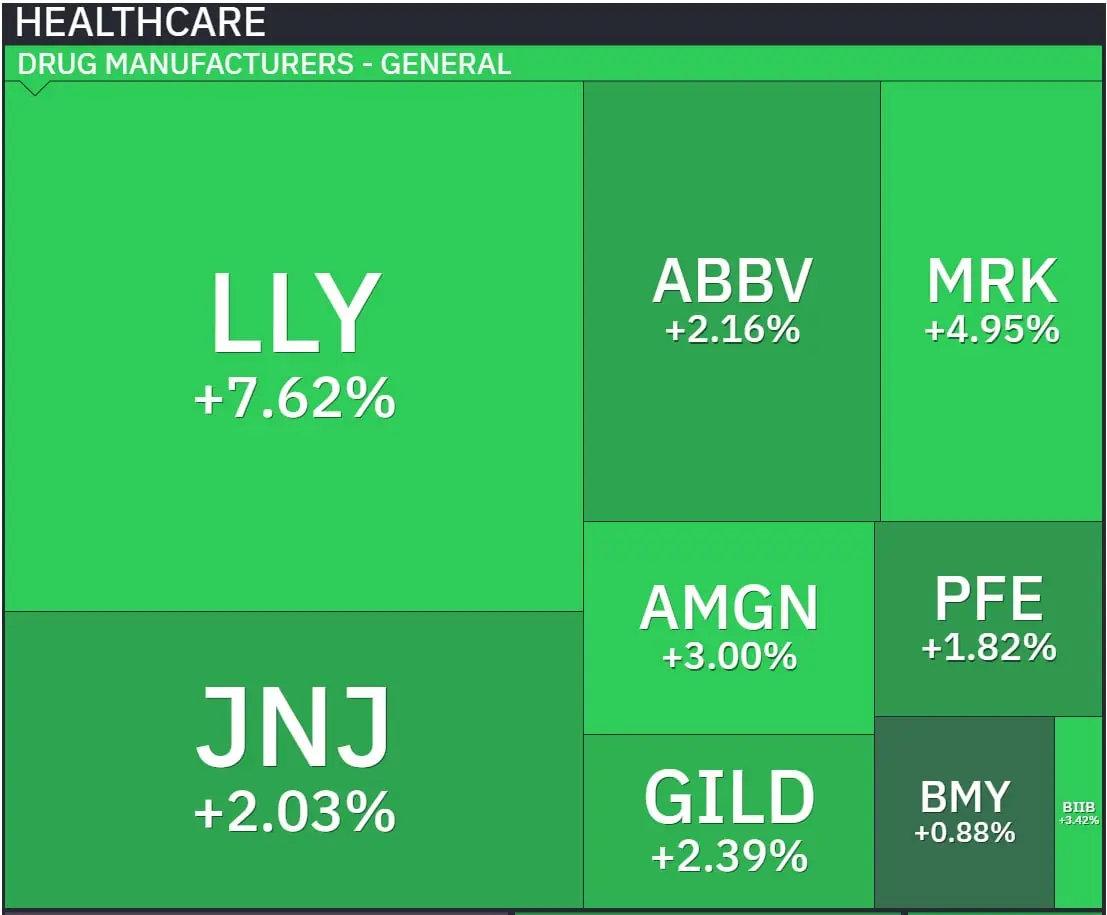 HEALTHCARE
DRUG MANUFACTURERS - GENERAL
LLY
+7.62%
ABBV
+2.16%
MRK
+4.95%
JNJ
+2.03%
AMGN
+3.00%
PFE
+1.82%
GILD
+2.39%
BMY
+0.88%
BIIB
+3.42%